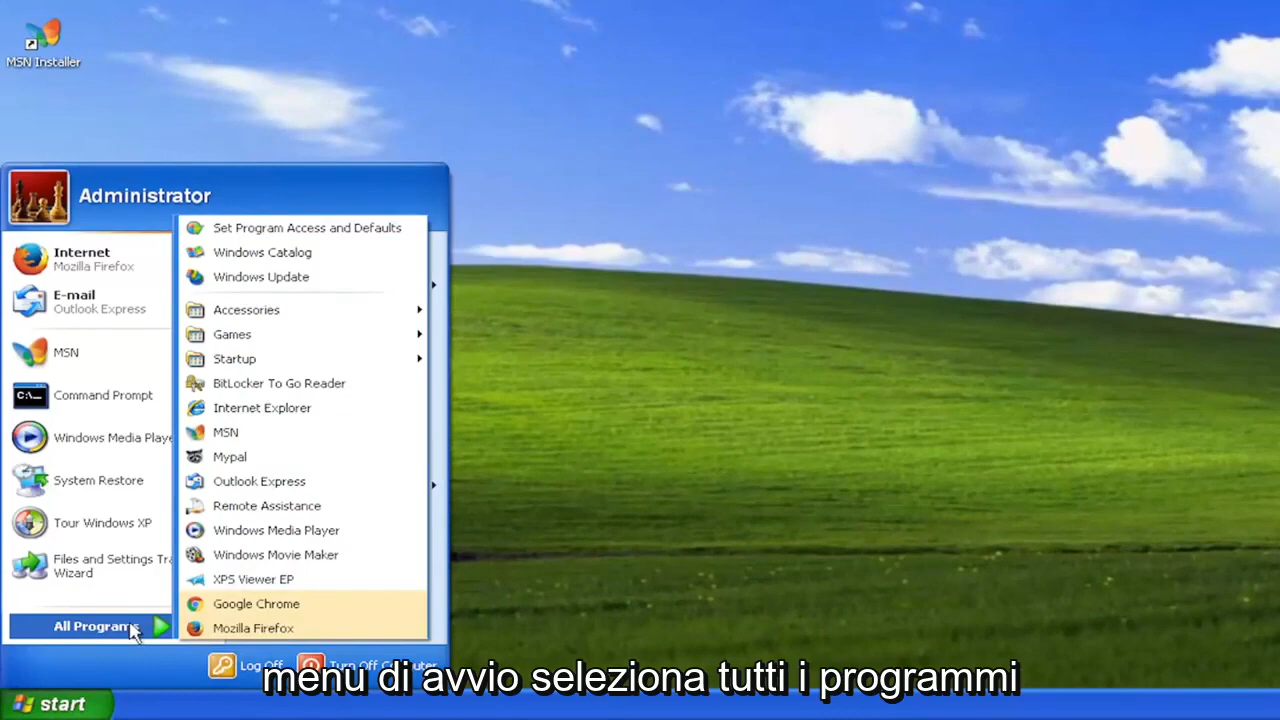 MSN Installer
Administrator
Internet
Mozilla Firefox
E-mail
Outlook Express
MSN
Command Prompt
Windows Media Playe
System Restore
Tour Windows XP
Files and Settings Tra
Wizard
All Programs
Set Program Access and Defaults
Windows Catalog
Windows Update
Accessories
Games
Startup
BitLocker To Go Reader
Internet Explorer
MSN
Mypal
Outlook Express
Remote Assistance
Windows Media Player
Windows Movie Maker
XPS Viewer EP
Google Chrome
Mozilla Firefox
Log Off
Turn Off Computer
menu di avvio seleziona tutti i programmi
start